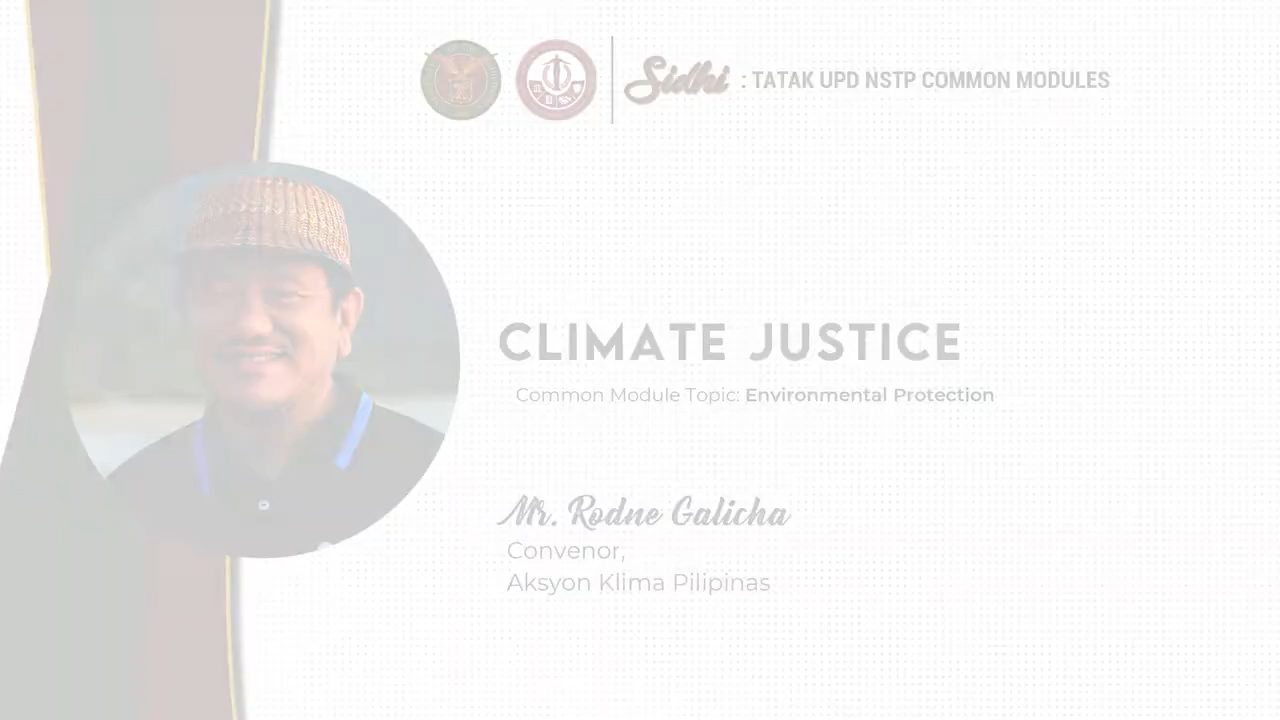 Sidhi : TATAK UPD NSTP COMMON MODULES
CLIMATE JUSTICE
Common Module Topic: Environmental Protection
Mr. Rodne Galicha
Convenor,
Aksyon Klima Pilipinas